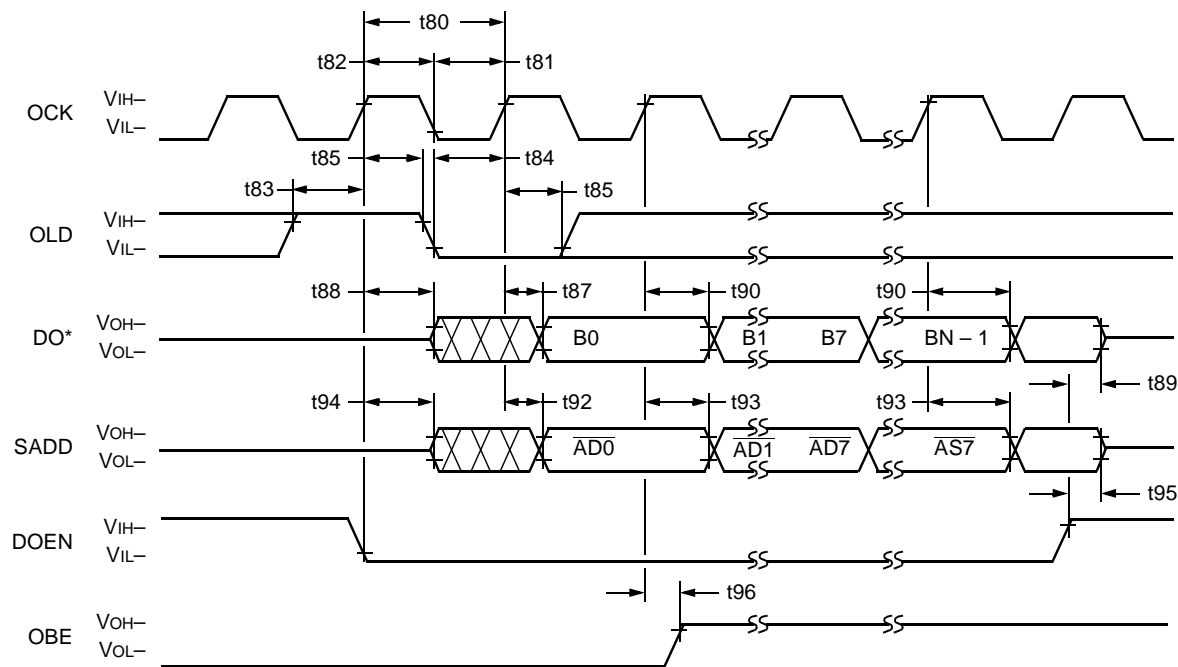 t80
t82 t81
OCK VIH–
VIL–
t85 t84
t83 t85
OLD VIH–
VIL–
t88 t87 t90 t90
DO* VOH–
VOL–
B0 B1 B7 BN – 1
t89
t94 t92 t93 t93
SADD VOH–
VOL–
AD0 AD1 AD7 AS7
t95
DOEN VIH–
VIL–
t96
OBE VOH–
VOL–